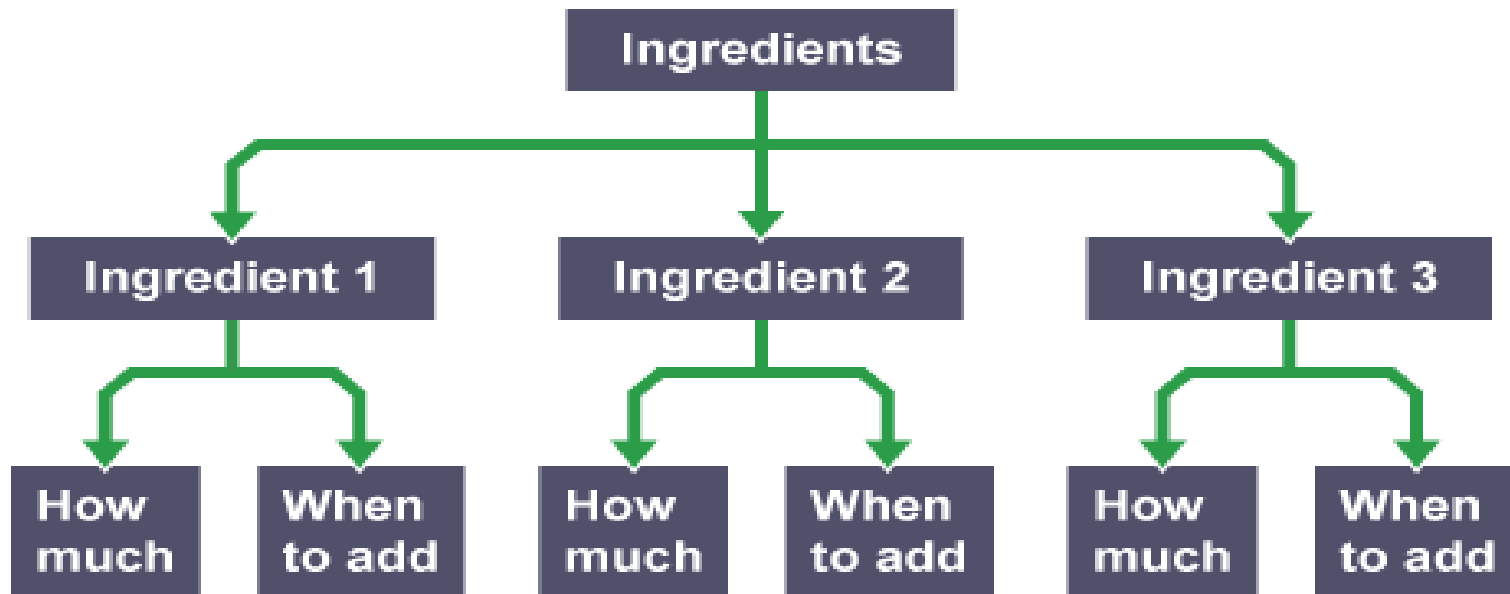 Ingredients
Ingredient 1
Ingredient 2
Ingredient 3
How
much
When
to add
How
much
When
to add
How
much
When
to add